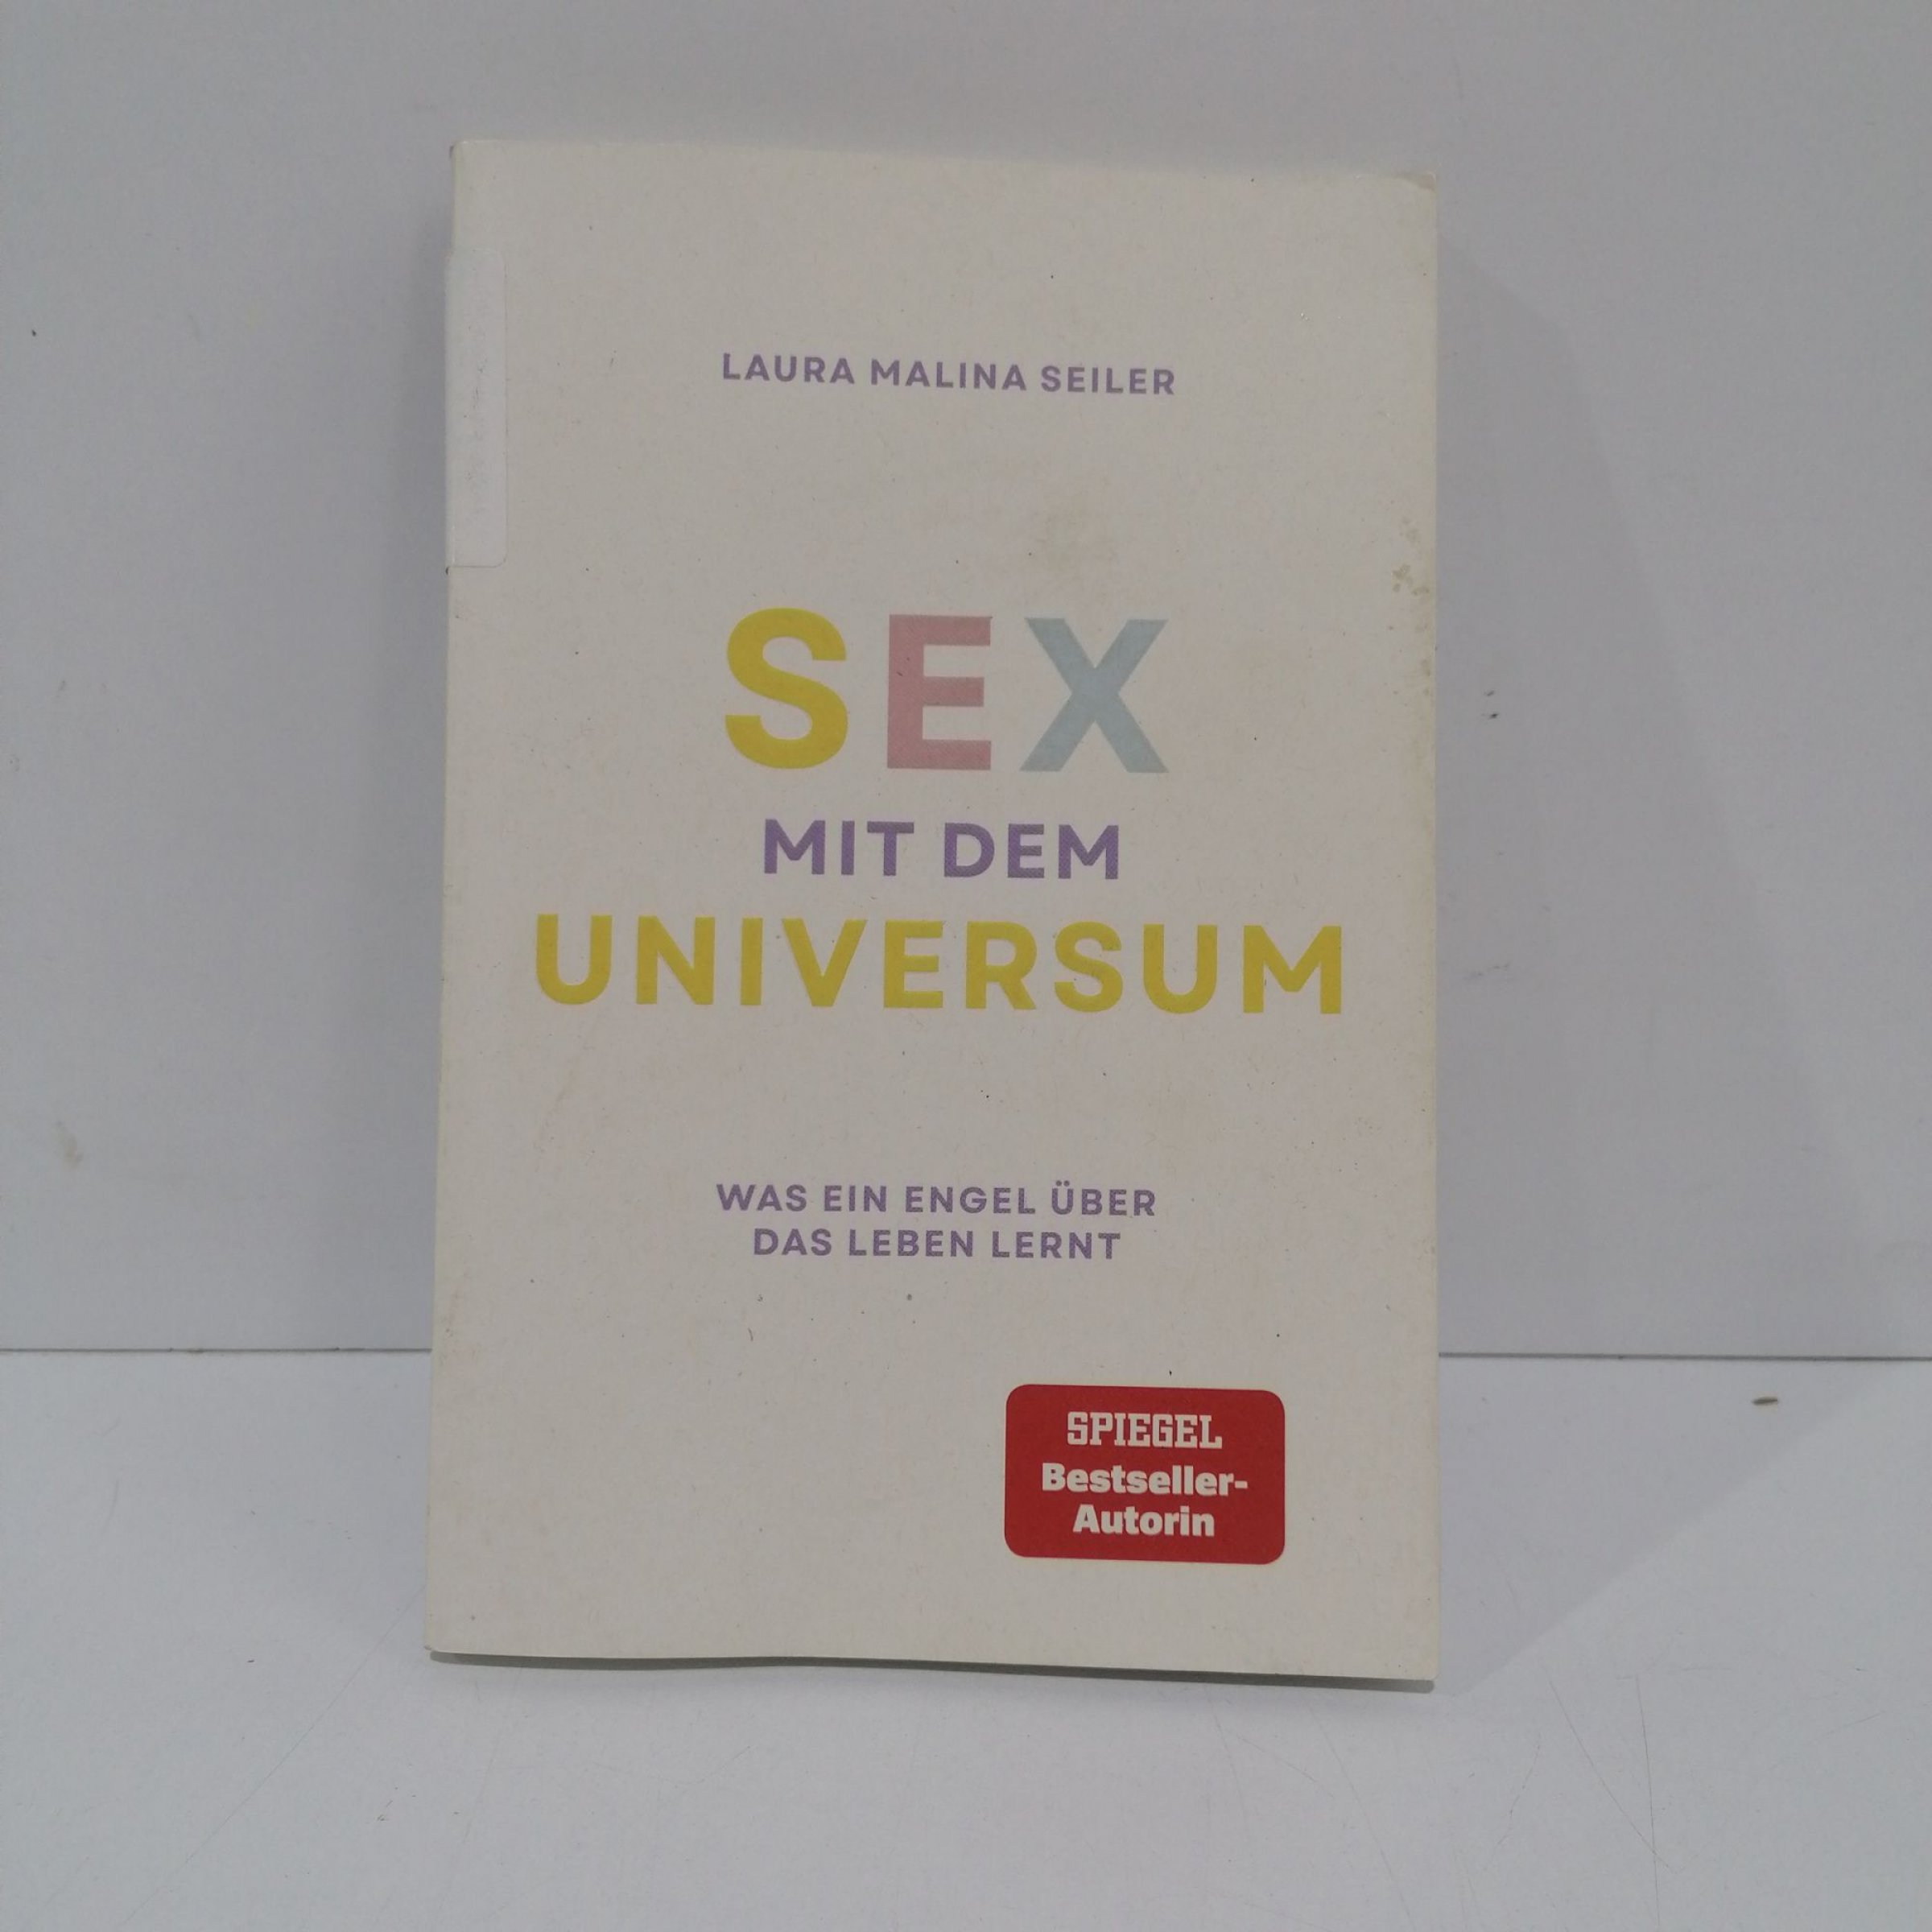 LAURA MALINA SEILER
SEX
MIT DEM
UNIVERSUM
WAS EIN ENGEL ÜBER
DAS LEBEN LERNT
SPIEGEL
Bestseller-
Autorin